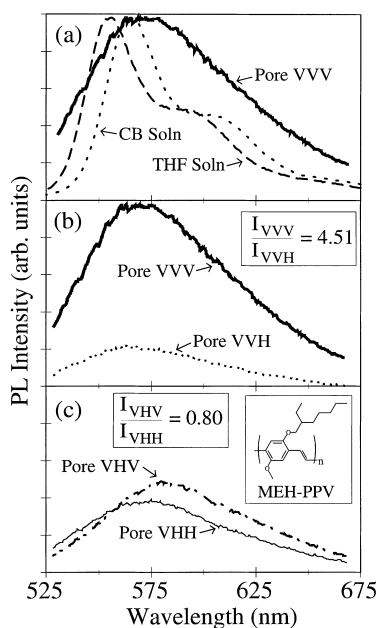 (a)
Pore VVV
CB Soln
THF Soln
(b)
I_VVV
I_VVH
= 4.51
Pore VVV
Pore VVH
(c)
I_VHV
I_VHH
= 0.80
Pore VHV
Pore VHH
O
O
n
MEH-PPV
PL Intensity (arb. units)
525 575 625 675
Wavelength (nm)